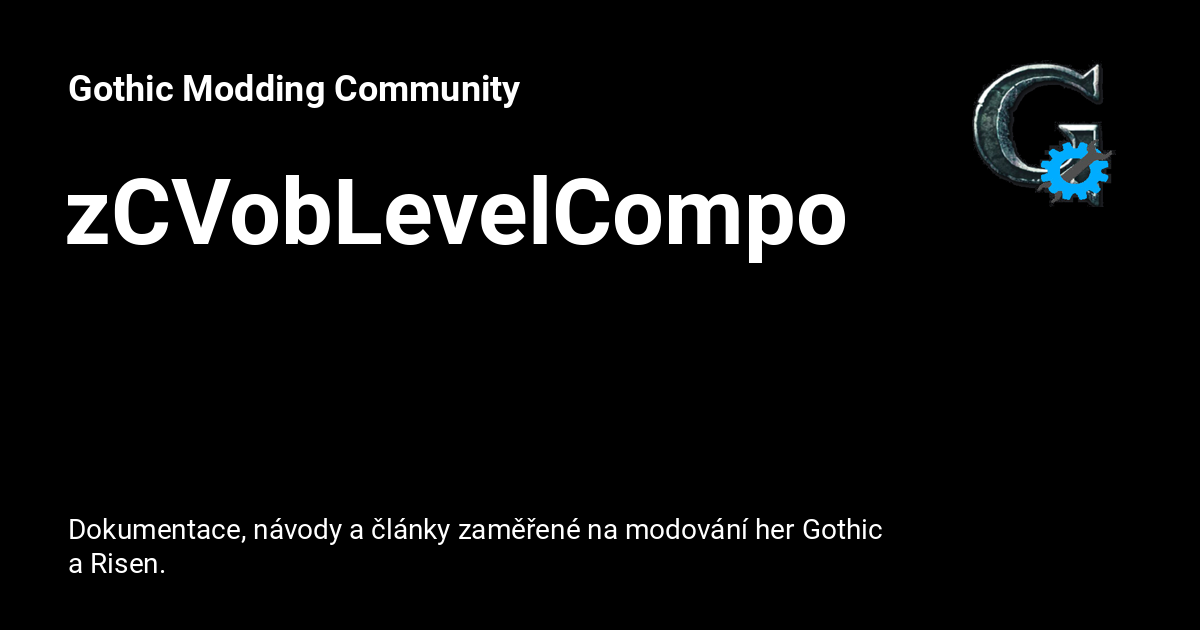 Gothic Modding Community
zCVobLevelCompo
Dokumentace, návody a články zaměřené na modování her Gothic
a Risen.